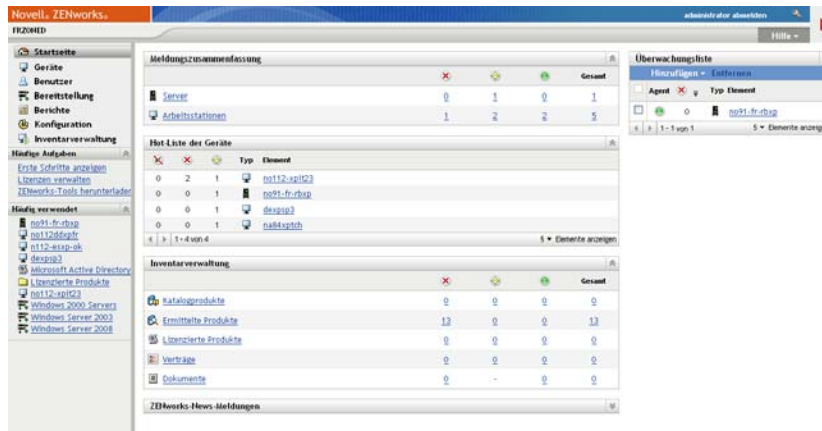 Novell® ZENworks®
administrator abmelden
FRZONED
Hilfe
Startseite
Geräte
Benutzer
Bereitstellung
Berichte
Konfiguration
Inventarverwaltung
Häufige Aufgaben
Erste Schritte anzeigen
Lizenzen verwalten
ZENworks-Tools herunterladen
Häufig verwendet
no91-fr-rbxp
no112ddxpfr
n112-esxp-ok
dexpsp3
Microsoft Active Directory
Lizenzierte Produkte
no112-xplt23
Windows 2000 Servers
Windows Server 2003
Windows Server 2008
Meldungszusammenfassung
Gesamt
Server 0 1 0 1
Arbeitsstationen 1 2 2 5
Hot-Liste der Geräte
Typ Element
0 2 1 no112-xplt23
0 0 1 no91-fr-rbxp
0 0 1 dexpsp3
0 0 1 na84xptch
1 - 4 von 4 5 Elemente anzeigen
Inventarverwaltung
Gesamt
Katalogprodukte 0 0 0 0
Ermittelte Produkte 13 0 0 13
Lizenzierte Produkte 0 0 0 0
Verträge 0 0 0 0
Dokumente 0 - 0 0
ZENworks-News-Meldungen
Überwachungsliste
Hinzufügen Entfernen
Agent Typ Element
0 no91-fr-rbxp
1 - 1 von 1 5 Elemente anzeig